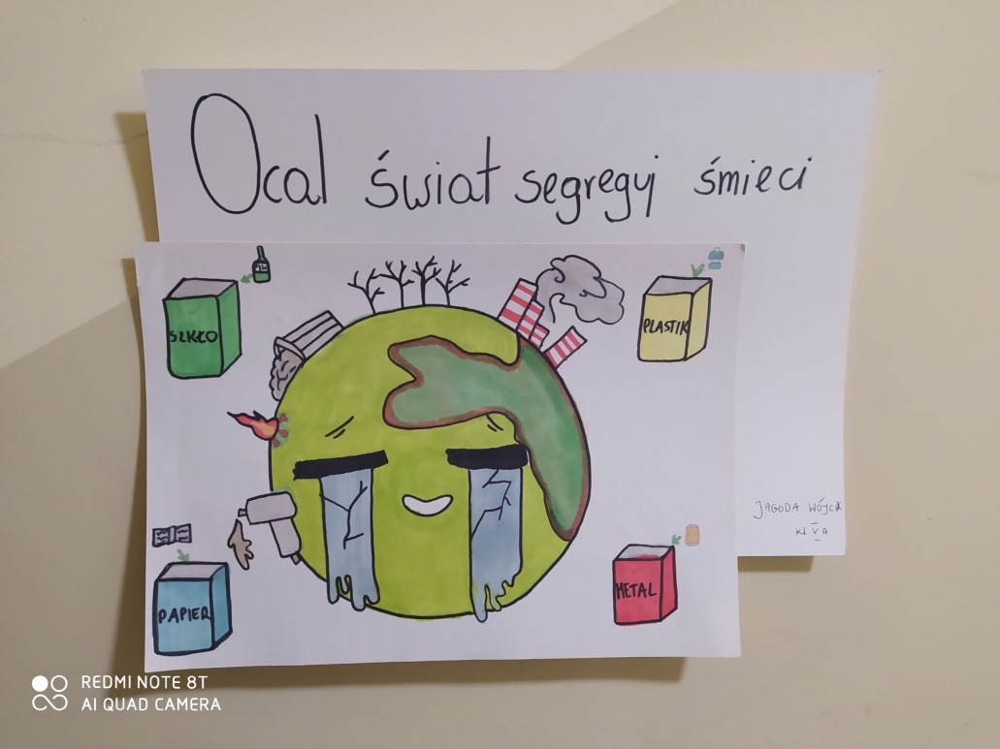 Ocal świat segreguj śmieci
SZKŁO
PLASTIK
PAPIER
METAL
JAGODA WÓJCIK
kl V A
REDMI NOTE 8T
AI QUAD CAMERA